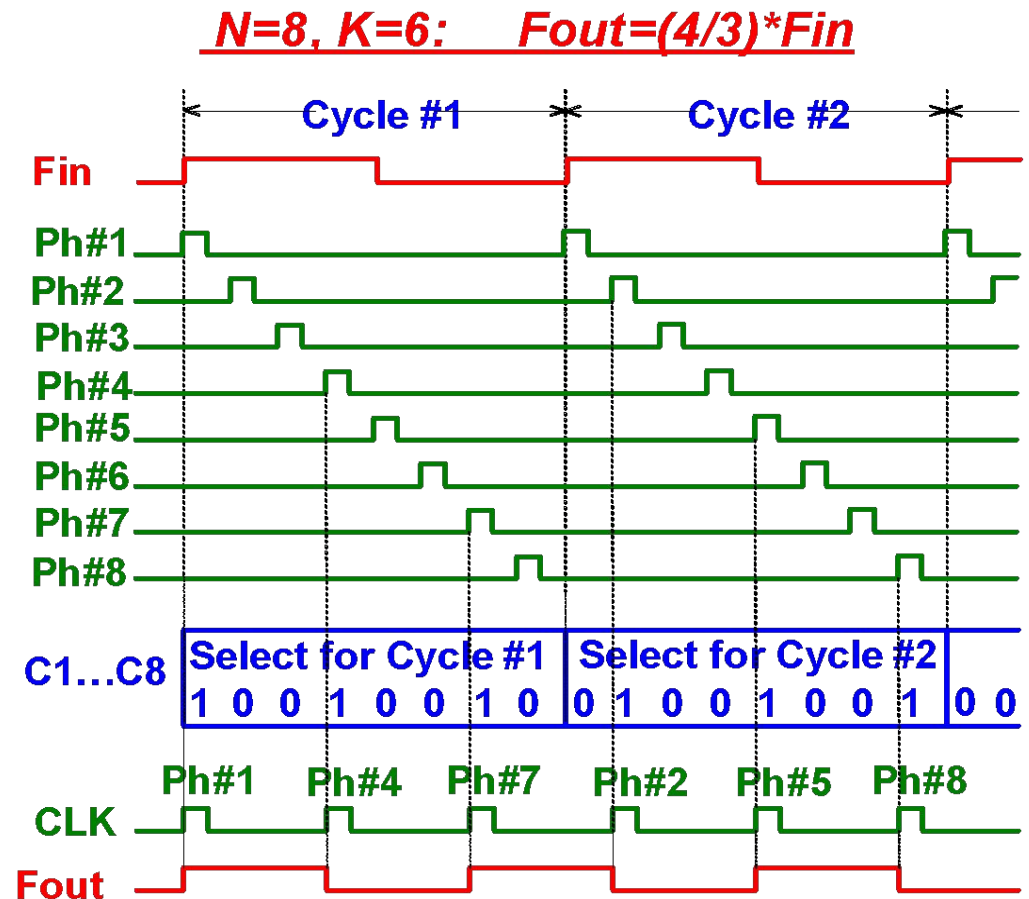 N=8, K=6: Fout=(4/3)*Fin
Cycle #1 Cycle #2
Fin
Ph#1
Ph#2
Ph#3
Ph#4
Ph#5
Ph#6
Ph#7
Ph#8
Select for Cycle #1 Select for Cycle #2
C1...C8
1 0 0 1 0 0 1 0 0 1 0 0 1 0 0 1 0 0
Ph#1 Ph#4 Ph#7 Ph#2 Ph#5 Ph#8
CLK
Fout